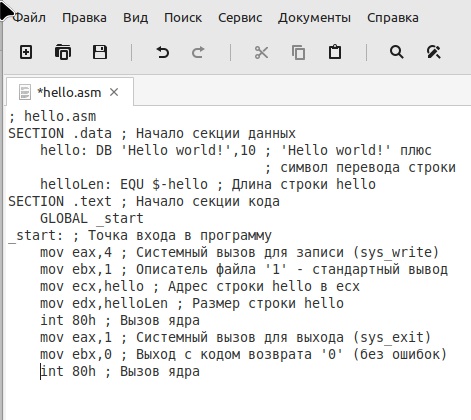 Файл Правка Вид Поиск Сервис Документы Справка
*hello.asm ×
; hello.asm
SECTION .data ; Начало секции данных
    hello: DB 'Hello world!',10 ; 'Hello world!' плюс
                                ; символ перевода строки
    helloLen: EQU $-hello ; Длина строки hello
SECTION .text ; Начало секции кода
    GLOBAL _start
_start: ; Точка входа в программу
    mov eax,4 ; Системный вызов для записи (sys_write)
    mov ebx,1 ; Описатель файла '1' - стандартный вывод
    mov ecx,hello ; Адрес строки hello в ecx
    mov edx,helloLen ; Размер строки hello
    int 80h ; Вызов ядра
    mov eax,1 ; Системный вызов для выхода (sys_exit)
    mov ebx,0 ; Выход с кодом возврата '0' (без ошибок)
    int 80h ; Вызов ядра